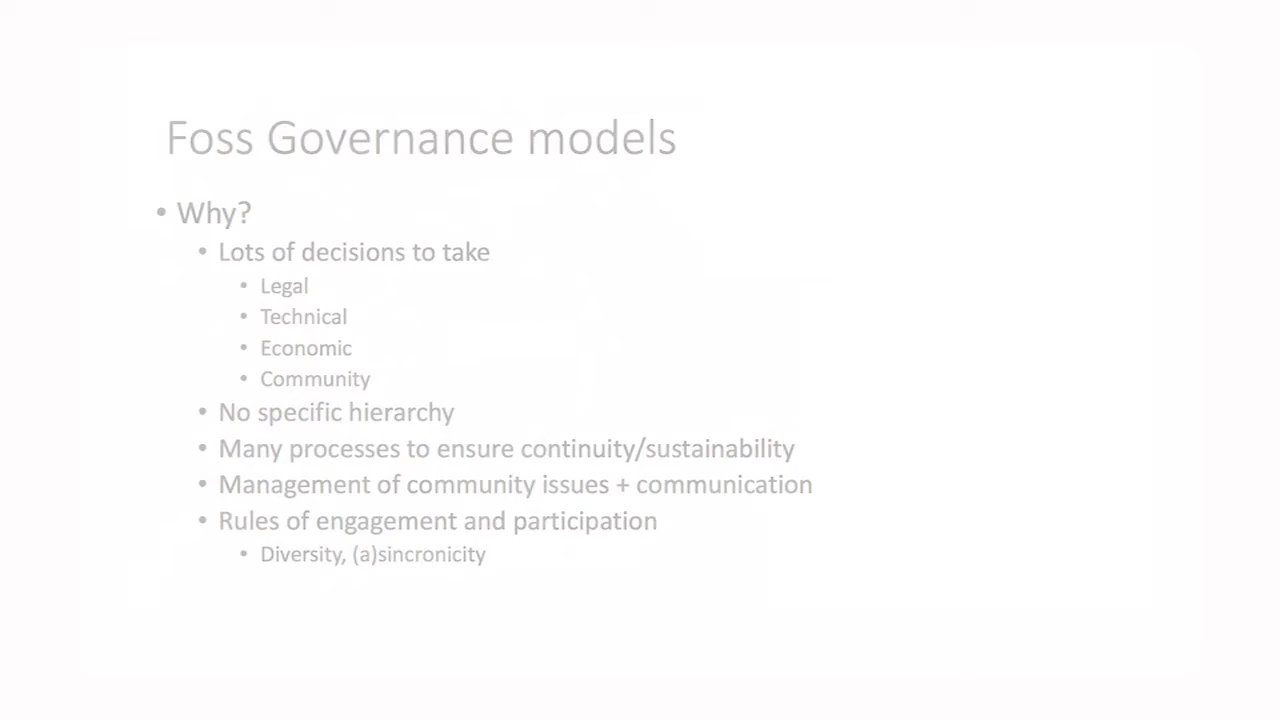 Foss Governance models
• Why?
• Lots of decisions to take
• Legal
• Technical
• Economic
• Community
• No specific hierarchy
• Many processes to ensure continuity/sustainability
• Management of community issues + communication
• Rules of engagement and participation
• Diversity, (a)sincronicity